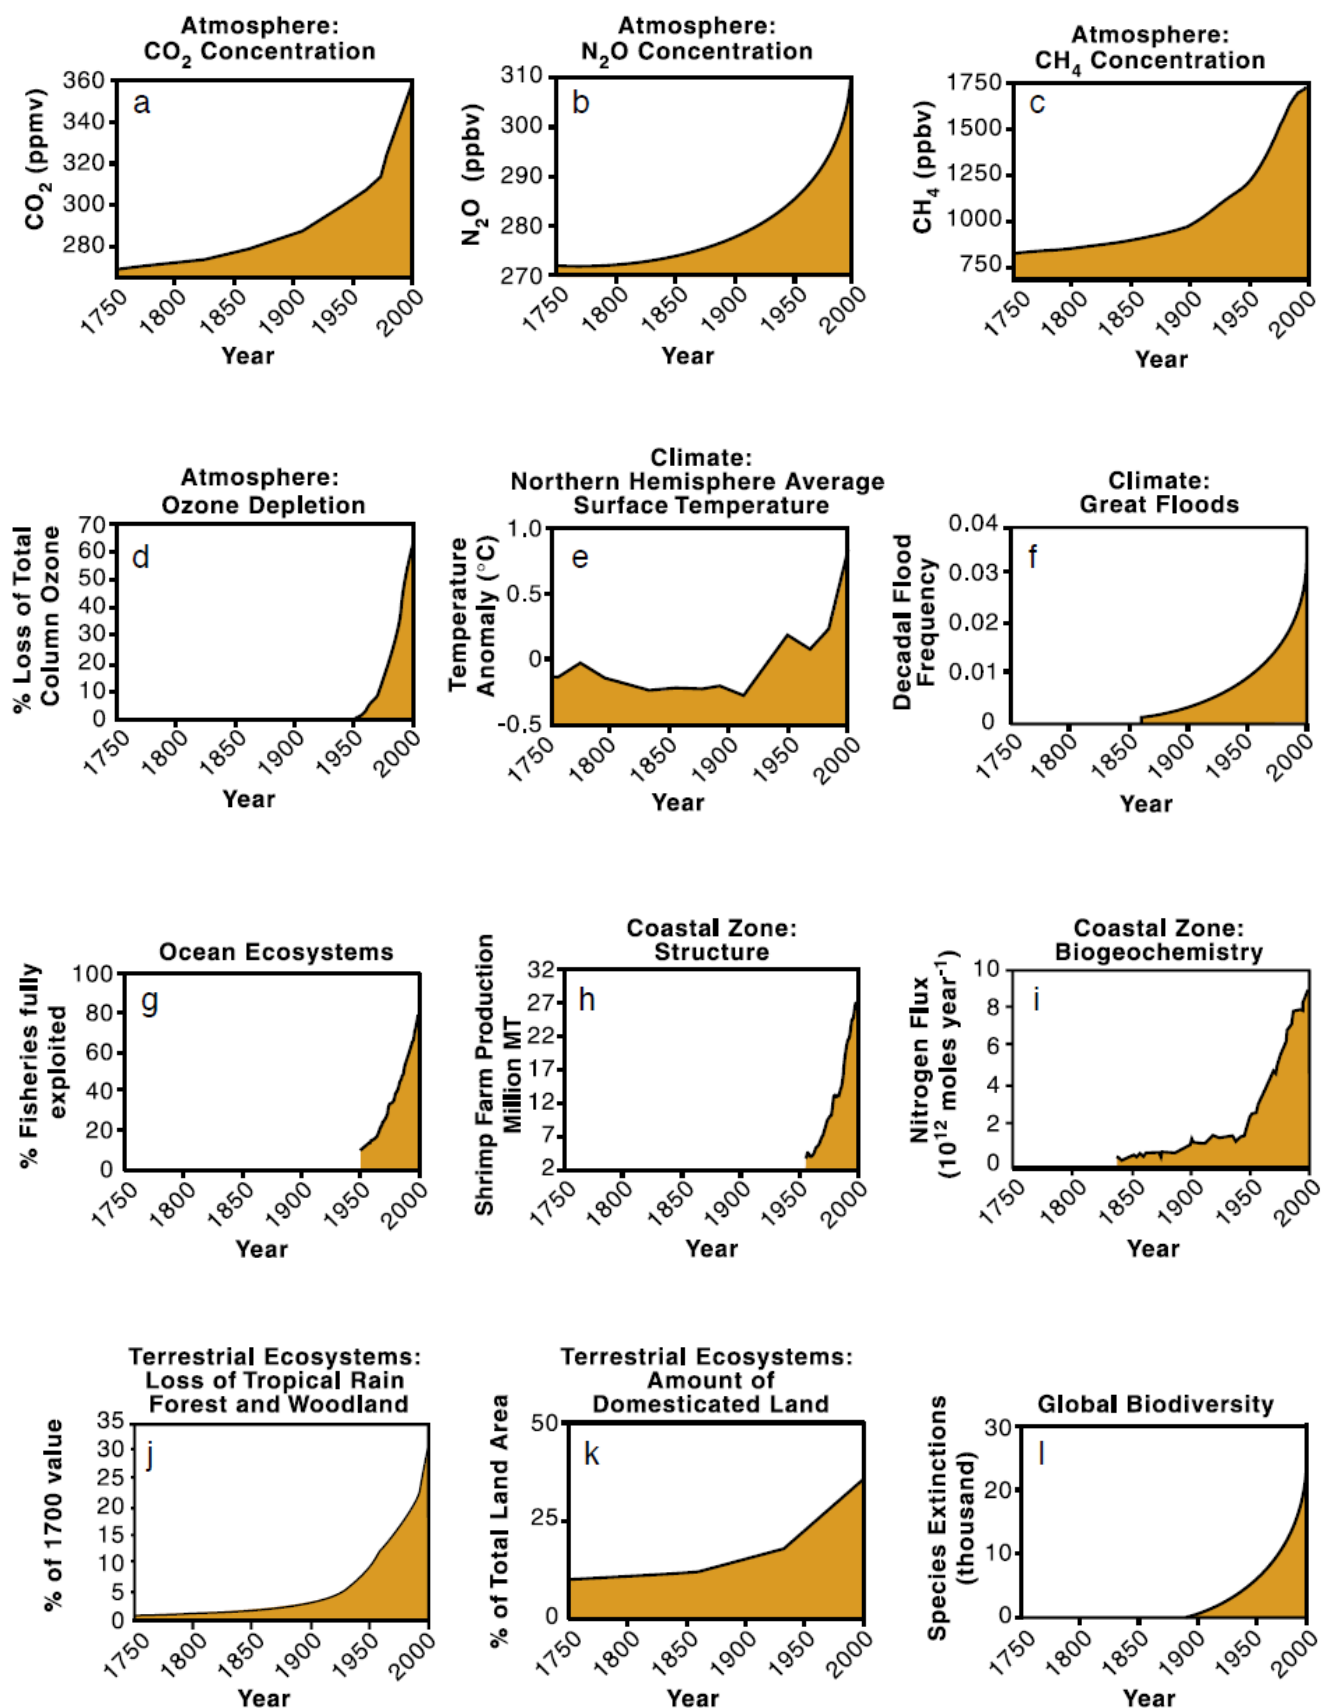 Atmosphere:
CO2 Concentration
a
CO2 (ppmv)
360
340
320
300
280
1750
1800
1850
1900
1950
2000
Year
Atmosphere:
N2O Concentration
b
N2O (ppbv)
310
300
290
280
270
1750
1800
1850
1900
1950
2000
Year
Atmosphere:
CH4 Concentration
c
CH4 (ppbv)
1750
1500
1250
1000
750
1750
1800
1850
1900
1950
2000
Year
Atmosphere:
Ozone Depletion
d
% Loss of Total
Column Ozone
70
60
50
40
30
20
10
0
1750
1800
1850
1900
1950
2000
Year
Climate:
Northern Hemisphere Average
Surface Temperature
e
Temperature
Anomaly (°C)
1.0
0.5
0
-0.5
1750
1800
1850
1900
1950
2000
Year
Climate:
Great Floods
f
Decadal Flood
Frequency
0.04
0.03
0.02
0.01
0
1750
1800
1850
1900
1950
2000
Year
Ocean Ecosystems
g
% Fisheries fully
exploited
100
80
60
40
20
0
1750
1800
1850
1900
1950
2000
Year
Coastal Zone:
Structure
h
Shrimp Farm Production
Million MT
32
27
22
17
12
7
2
1750
1800
1850
1900
1950
2000
Year
Coastal Zone:
Biogeochemistry
i
Nitrogen Flux
(10^12 moles year^-1)
10
8
6
4
2
0
1750
1800
1850
1900
1950
2000
Year
Terrestrial Ecosystems:
Loss of Tropical Rain
Forest and Woodland
j
% of 1700 value
35
30
25
20
15
10
5
0
1750
1800
1850
1900
1950
2000
Year
Terrestrial Ecosystems:
Amount of
Domesticated Land
k
% of Total Land Area
50
25
0
1750
1800
1850
1900
1950
2000
Year
Global Biodiversity
l
Species Extinctions
(thousand)
30
20
10
0
1750
1800
1850
1900
1950
2000
Year